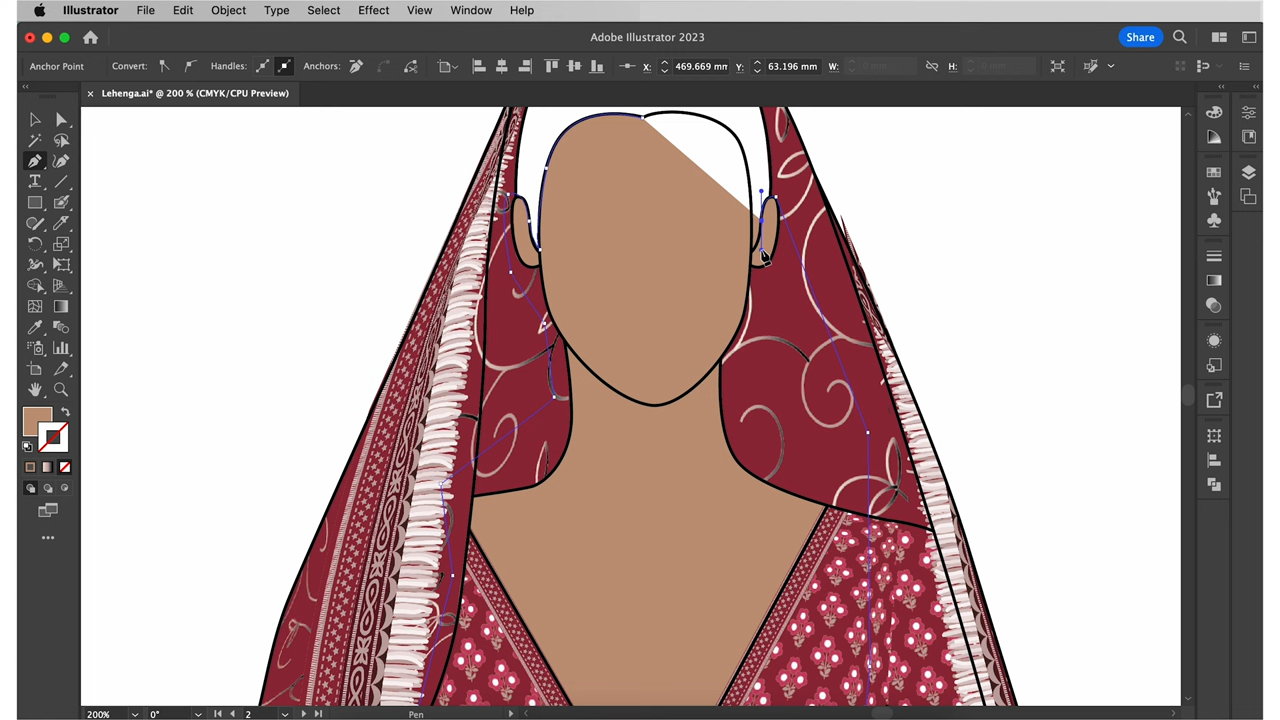 Illustrator File Edit Object Type Select Effect View Window Help
Adobe Illustrator 2023
Share
Anchor Point Convert: Handles: Anchors: X: 469.669 mm Y: 63.196 mm W: 0 mm H: 0 mm
× Lehenga.ai* @ 200 % (CMYK/CPU Preview)
200% 0° 2 Pen